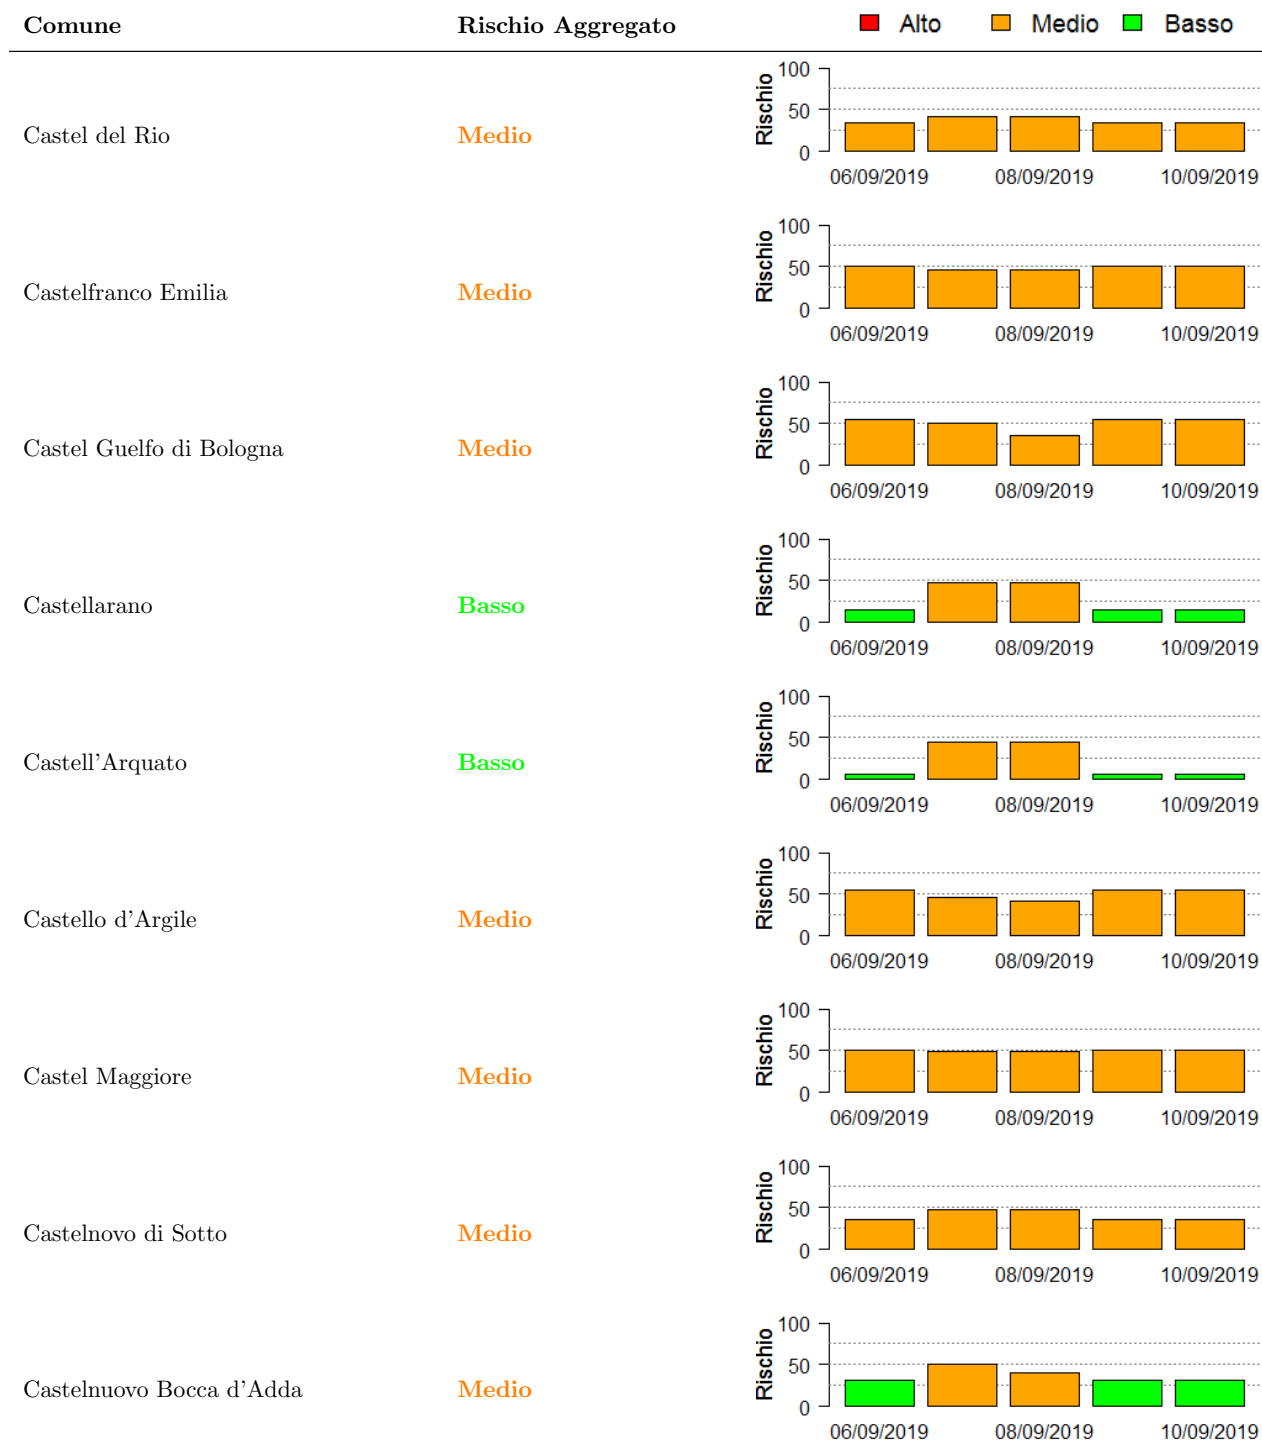 Comune Rischio Aggregato Alto Medio Basso
Castel del Rio Medio Rischio 100 50 0
06/09/2019 08/09/2019 10/09/2019
Castelfranco Emilia Medio Rischio 100 50 0
06/09/2019 08/09/2019 10/09/2019
Castel Guelfo di Bologna Medio Rischio 100 50 0
06/09/2019 08/09/2019 10/09/2019
Castellarano Basso Rischio 100 50 0
06/09/2019 08/09/2019 10/09/2019
Castell'Arquato Basso Rischio 100 50 0
06/09/2019 08/09/2019 10/09/2019
Castello d'Argile Medio Rischio 100 50 0
06/09/2019 08/09/2019 10/09/2019
Castel Maggiore Medio Rischio 100 50 0
06/09/2019 08/09/2019 10/09/2019
Castelnovo di Sotto Medio Rischio 100 50 0
06/09/2019 08/09/2019 10/09/2019
Castelnuovo Bocca d'Adda Medio Rischio 100 50 0
06/09/2019 08/09/2019 10/09/2019